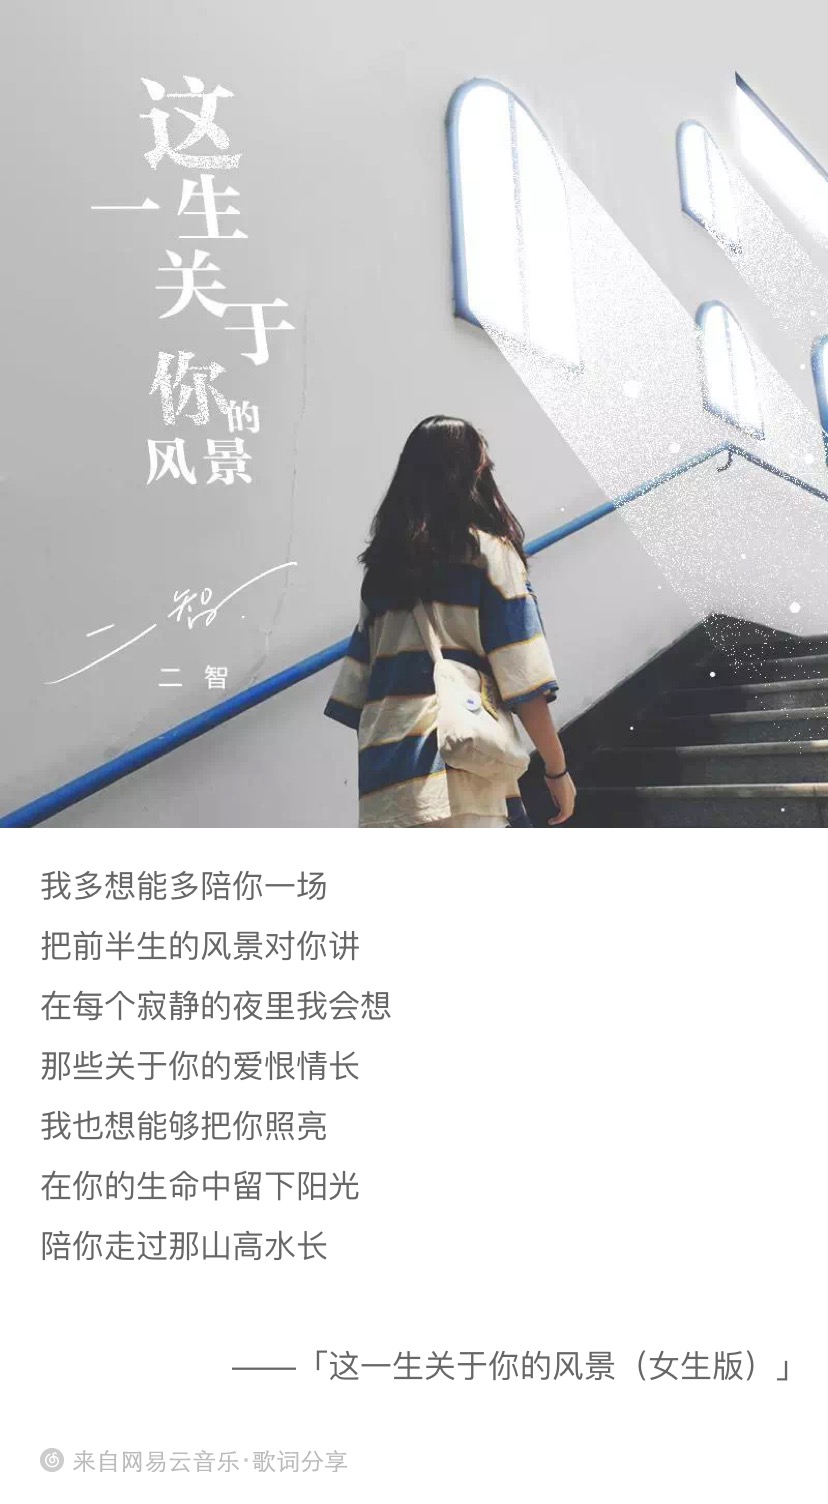 这
一生
关于
你的
风景
二智
二智
我多想能多陪你一场
把前半生的风景对你讲
在每个寂静的夜里我会想
那些关于你的爱恨情长
我也想能够把你照亮
在你的生命中留下阳光
陪你走过那山高水长
——「这一生关于你的风景（女生版）」
来自网易云音乐·歌词分享